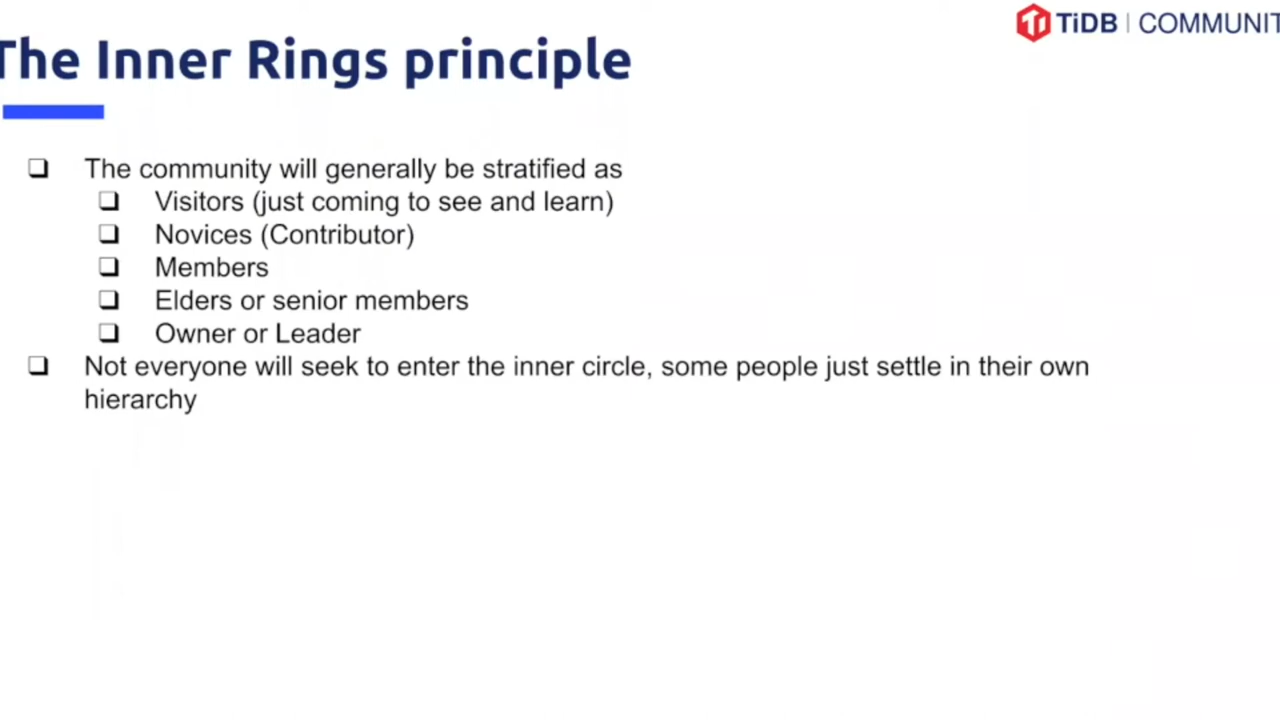 TiDB | COMMUNIT
The Inner Rings principle
The community will generally be stratified as
Visitors (just coming to see and learn)
Novices (Contributor)
Members
Elders or senior members
Owner or Leader
Not everyone will seek to enter the inner circle, some people just settle in their own
hierarchy